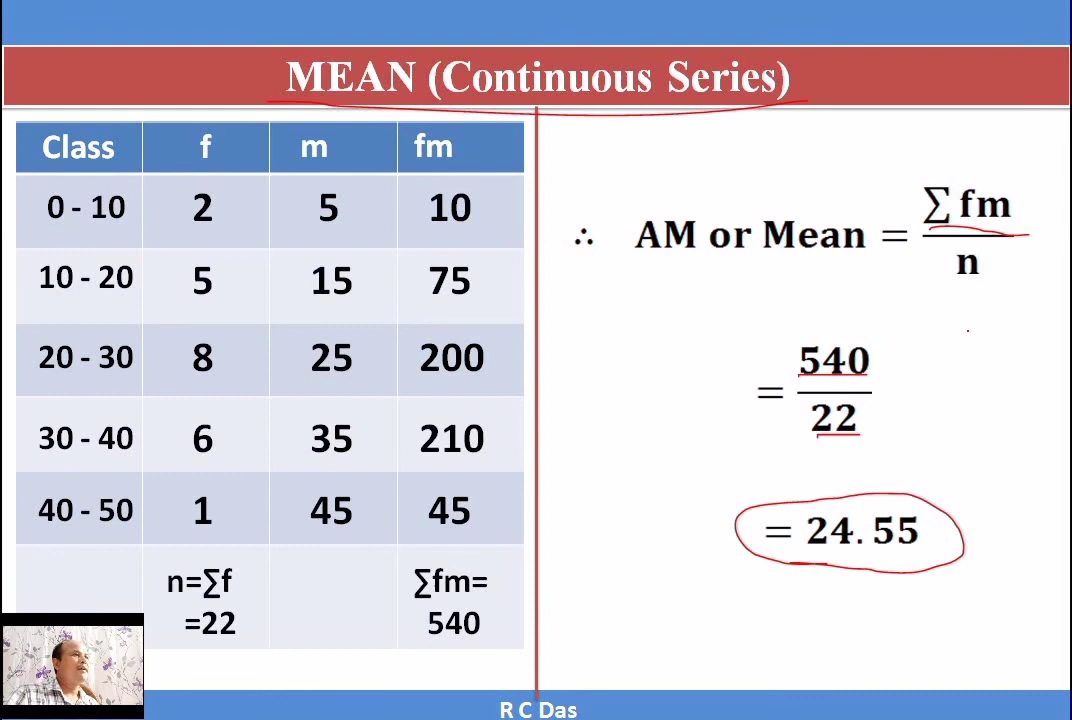 MEAN (Continuous Series)
Class f m fm
0 - 10 2 5 10
10 - 20 5 15 75
20 - 30 8 25 200
30 - 40 6 35 210
40 - 50 1 45 45
n=∑f ∑fm=
=22 540
∴ AM or Mean = ∑ fm
n
= 540
22
= 24.55
R C Das